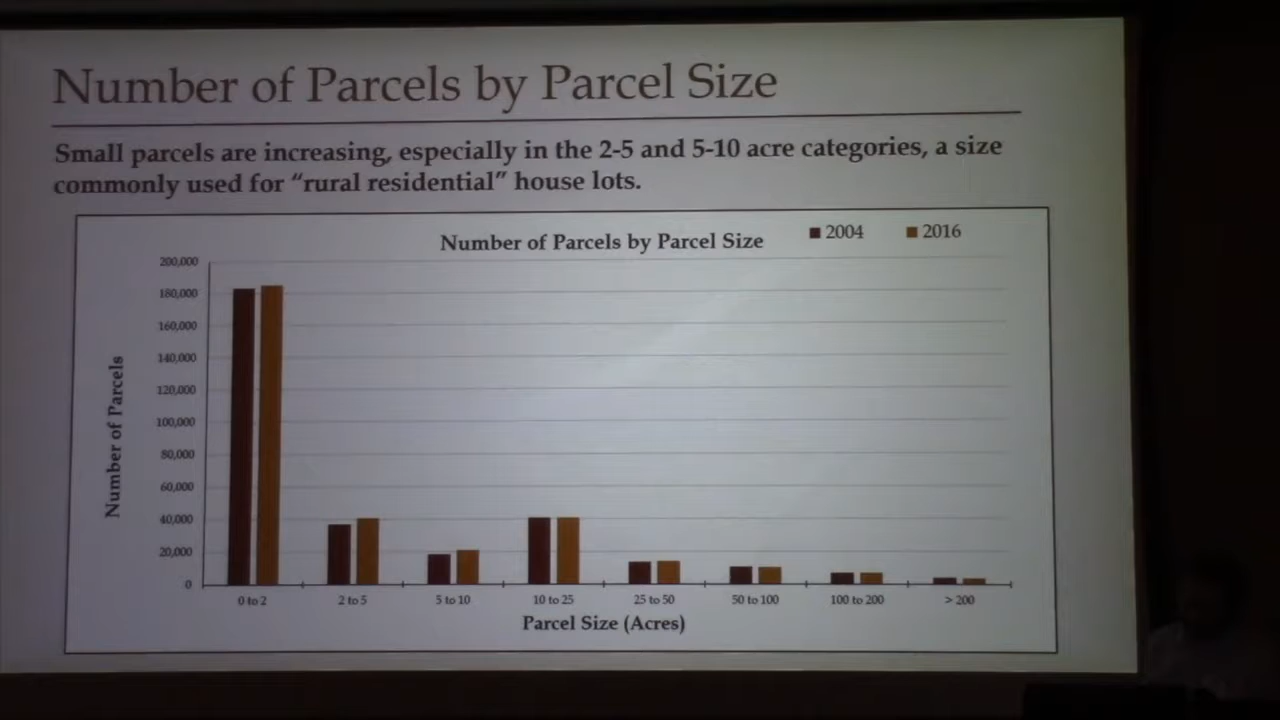 Number of Parcels by Parcel Size
Small parcels are increasing, especially in the 2-5 and 5-10 acre categories, a size
commonly used for “rural residential” house lots.
Number of Parcels by Parcel Size
2004
2016
Number of Parcels
200,000
180,000
160,000
140,000
120,000
100,000
80,000
60,000
40,000
20,000
0
0 to 2
2 to 5
5 to 10
10 to 25
25 to 50
50 to 100
100 to 200
> 200
Parcel Size (Acres)